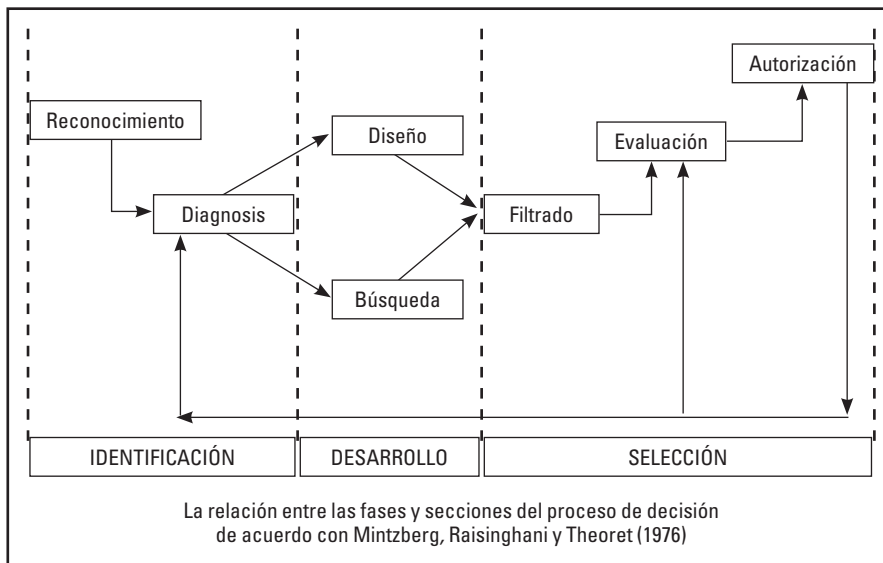 Autorización
Reconocimiento
Diseño
Evaluación
Diagnosis
Filtrado
Búsqueda
IDENTIFICACIÓN
DESARROLLO
SELECCIÓN
La relación entre las fases y secciones del proceso de decisión
de acuerdo con Mintzberg, Raisinghani y Theoret (1976)